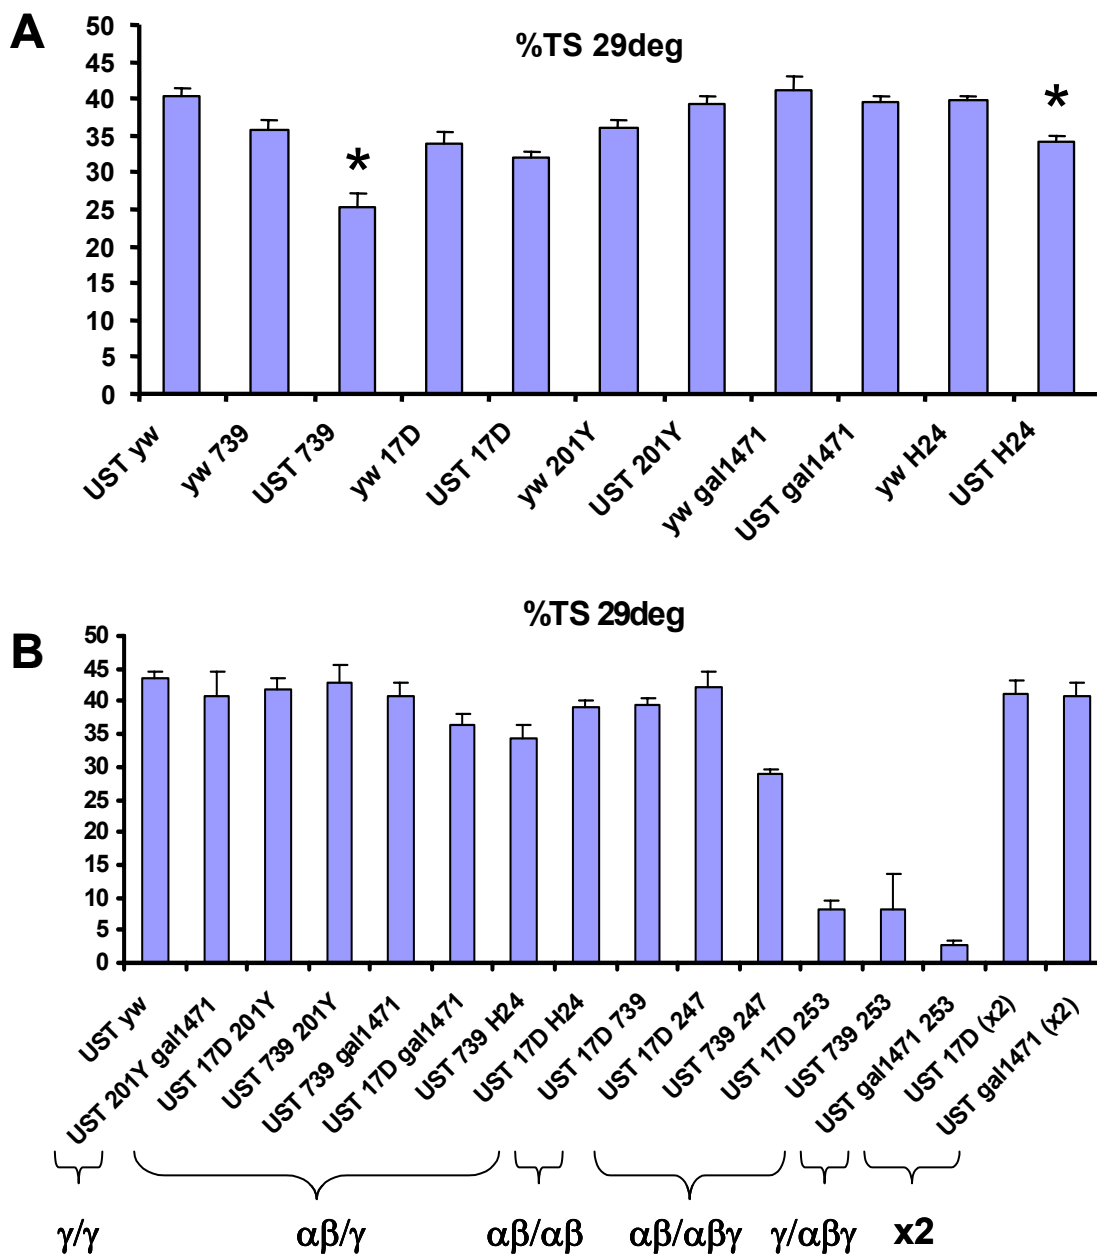 A
%TS 29deg
50
45
40
35
30
25
20
15
10
5
0
*
*
UST yw
yw 739
UST 739
yw 17D
UST 17D
yw 201Y
UST 201Y
yw gal1471
UST gal1471
yw H24
UST H24
B
%TS 29deg
50
45
40
35
30
25
20
15
10
5
0
UST yw
UST 201Y gal1471
UST 17D 201Y
UST 739 201Y
UST 739 gal1471
UST 17D gal1471
UST 739 H24
UST 17D H24
UST 17D 739
UST 17D 247
UST 739 247
UST 17D 253
UST 739 253
UST gal1471 253
UST 17D (x2)
UST gal1471 (x2)
γ/γ
αβ/γ
αβ/αβ
αβ/αβγ
γ/αβγ
x2